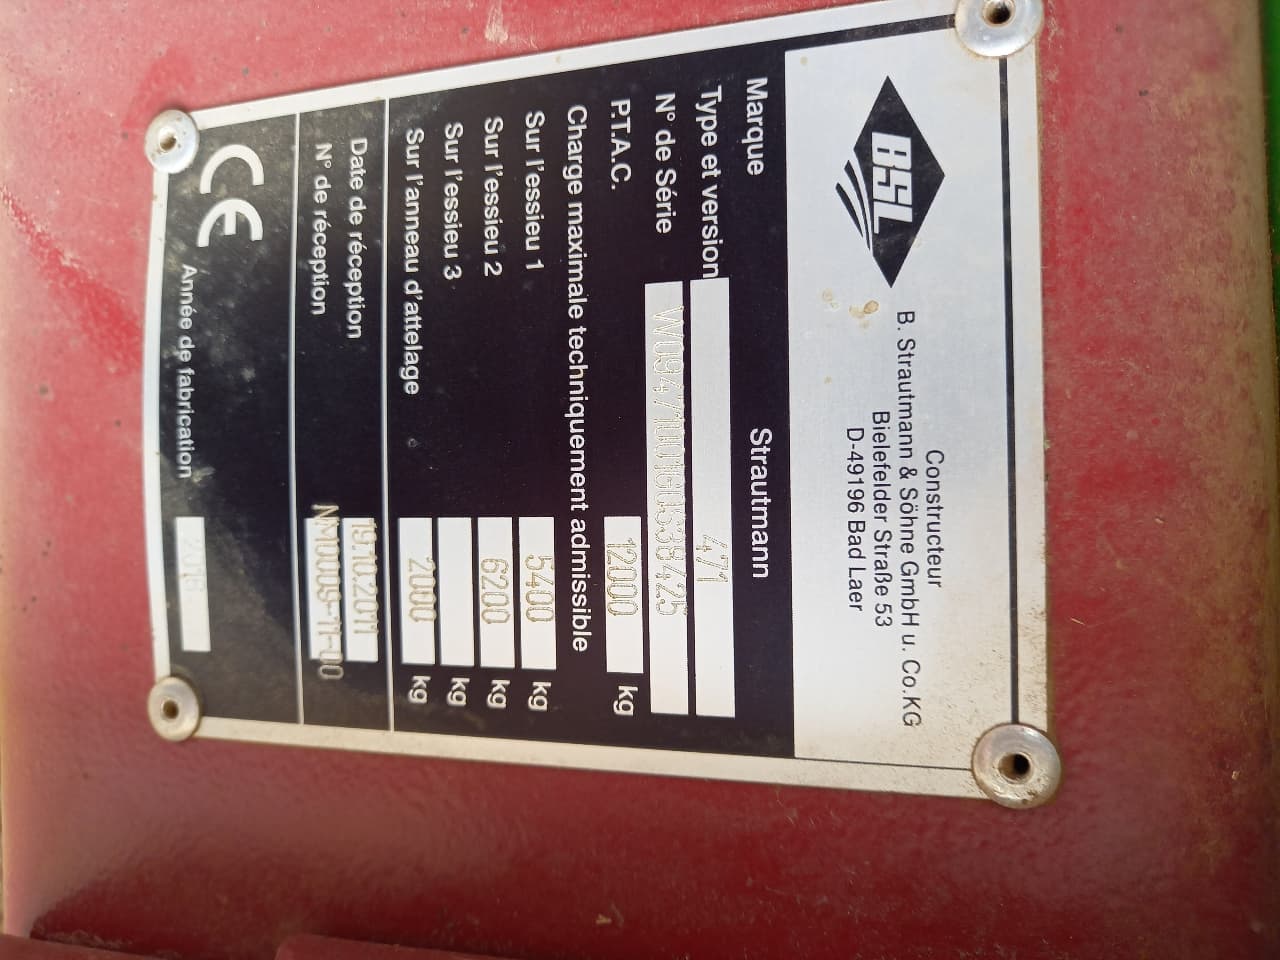 BSL
Constructeur
B. Strautmann & Söhne GmbH u. Co.KG
Bielefelder Straße 53
D-49196 Bad Laer
Marque Strautmann
Type et version 471
N° de Série
P.T.A.C. 12000 kg
Charge maximale techniquement admissible
Sur l'essieu 1 5400 kg
Sur l'essieu 2 6200 kg
Sur l'essieu 3 kg
Sur l'anneau d'attelage 2000 kg
Date de réception 19.10.2011
N° de réception NM0009-11-00
CE Année de fabrication